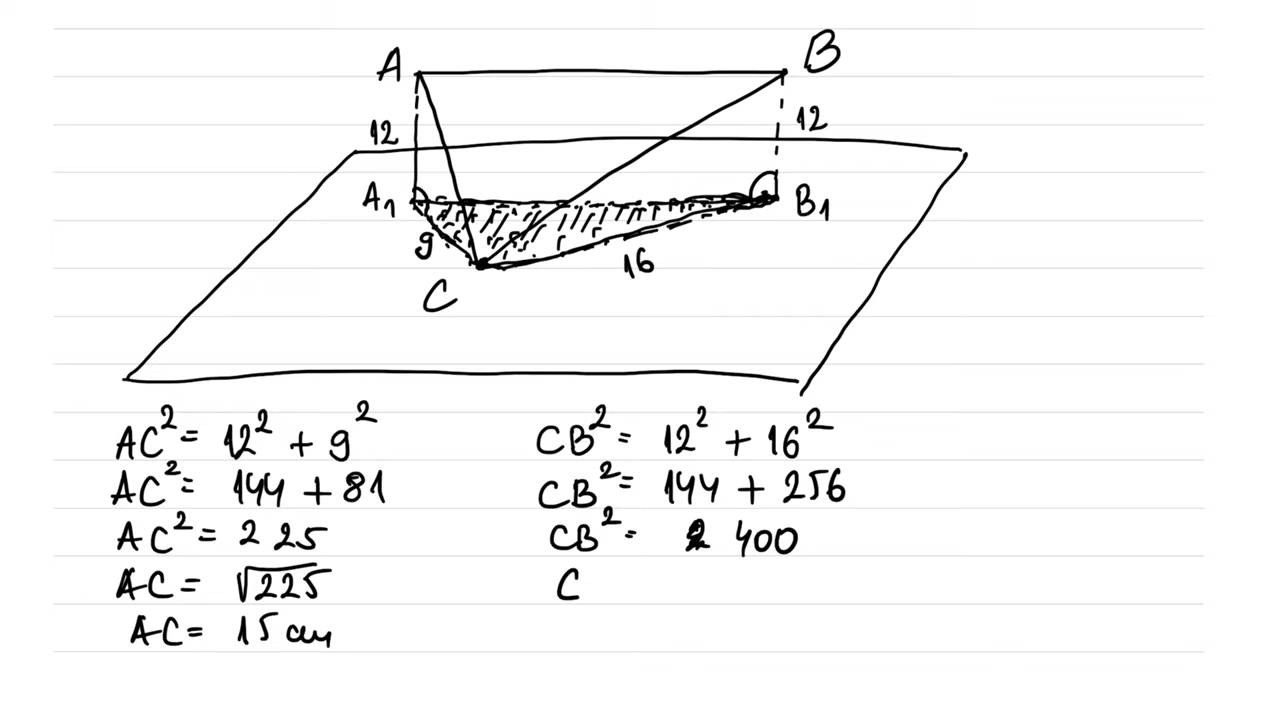 A
B
12
12
A₁
B₁
9
16
C
AC² = 12² + 9²
AC² = 144 + 81
AC² = 225
AC = √225
AC = 15 cm
CB² = 12² + 16²
CB² = 144 + 256
CB² = 400
C